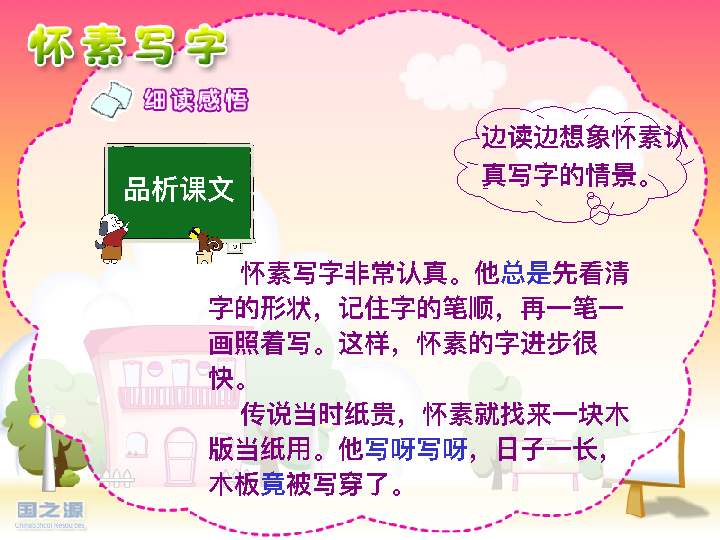 怀素写字
细读感悟
边读边想象怀素认
真写字的情景。
品析课文
怀素写字非常认真。他总是先看清
字的形状，记住字的笔顺，再一笔一
画照着写。这样，怀素的字进步很
快。
传说当时纸贵，怀素就找来一块木
版当纸用。他写呀写呀，日子一长，
木板竟被写穿了。
国之源
ChinaSchool Resources